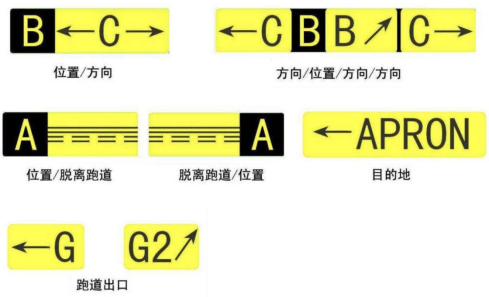 B ← C →
← C B B ↗ C →
位置/方向
方向/位置/方向/方向
A
A
← APRON
位置/脱离跑道
脱离跑道/位置
目的地
← G
G2 ↗
跑道出口